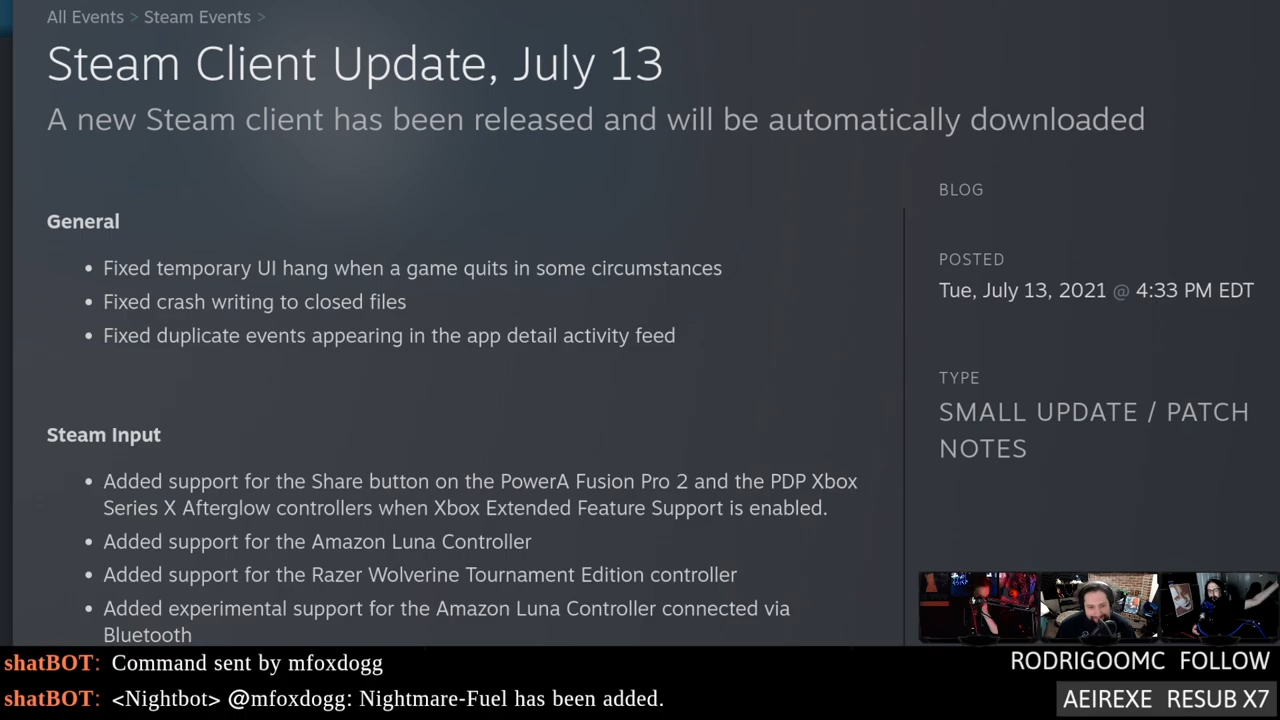 All Events > Steam Events >
Steam Client Update, July 13
A new Steam client has been released and will be automatically downloaded
General
• Fixed temporary UI hang when a game quits in some circumstances
• Fixed crash writing to closed files
• Fixed duplicate events appearing in the app detail activity feed
Steam Input
• Added support for the Share button on the PowerA Fusion Pro 2 and the PDP Xbox
Series X Afterglow controllers when Xbox Extended Feature Support is enabled.
• Added support for the Amazon Luna Controller
• Added support for the Razer Wolverine Tournament Edition controller
• Added experimental support for the Amazon Luna Controller connected via
Bluetooth
BLOG
POSTED
Tue, July 13, 2021 @ 4:33 PM EDT
TYPE
SMALL UPDATE / PATCH
NOTES
shatBOT: Command sent by mfoxdogg
shatBOT: <Nightbot> @mfoxdogg: Nightmare-Fuel has been added.
RODRIGOOMC FOLLOW
AEIREXE RESUB X7